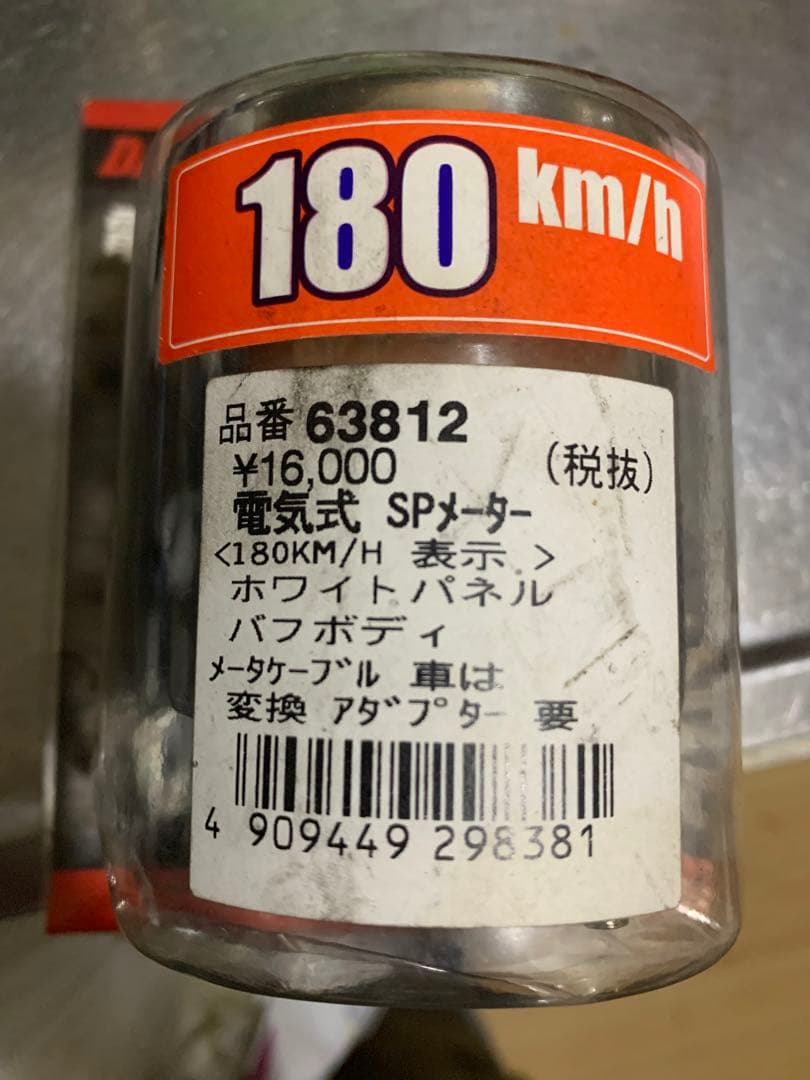 180 km/h
品番 63812
¥16,000 (税抜)
電気式 SPﾒｰﾀｰ
<180KM/H 表示 >
ホワイトパネル
バフボディ
ﾒｰﾀｹｰﾌﾞﾙ 車は
変換 ｱﾀﾞﾌﾟﾀｰ 要
4 909449 298381